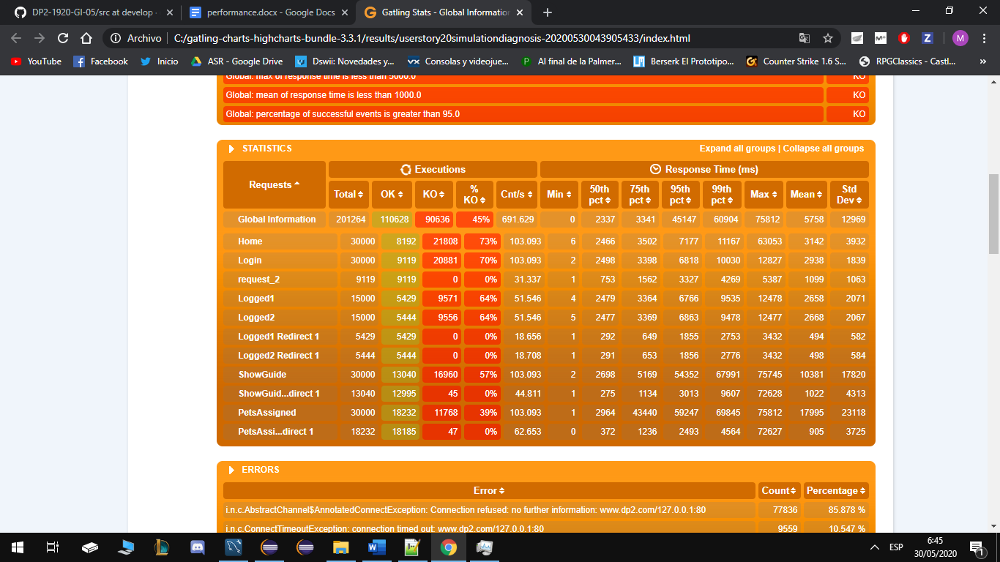 DP2-1920-GI-05/src at develop
performance.docx - Google Docs
Gatling Stats - Global Information
Archivo
C:/gatling-charts-highcharts-bundle-3.3.1/results/userstory20simulationdiagnosis-20200530043905433/index.html
M
YouTube
Facebook
Inicio
ASR - Google Drive
Dswii: Novedades y...
Consolas y videojue...
Al final de la Palmer...
Berserk El Prototipo...
Counter Strike 1.6 S...
RPGClassics - Castl...
»
Global: max of response time is less than 5000.0 KO
Global: mean of response time is less than 1000.0 KO
Global: percentage of successful events is greater than 95.0 KO
STATISTICS Expand all groups | Collapse all groups
Requests Executions Response Time (ms)
Total OK KO % KO Cnt/s Min 50th pct 75th pct 95th pct 99th pct Max Mean Std Dev
Global Information 201264 110628 90636 45% 691.629 0 2337 3341 45147 60904 75812 5758 12969
Home 30000 8192 21808 73% 103.093 6 2466 3502 7177 11167 63053 3142 3932
Login 30000 9119 20881 70% 103.093 2 2498 3398 6818 10030 12827 2938 1839
request_2 9119 9119 0 0% 31.337 1 753 1562 3327 4269 5387 1099 1063
Logged1 15000 5429 9571 64% 51.546 4 2479 3364 6766 9535 12478 2658 2071
Logged2 15000 5444 9556 64% 51.546 5 2477 3369 6863 9478 12477 2668 2067
Logged1 Redirect 1 5429 5429 0 0% 18.656 1 292 649 1855 2753 3432 494 582
Logged2 Redirect 1 5444 5444 0 0% 18.708 1 291 653 1856 2776 3432 498 584
ShowGuide 30000 13040 16960 57% 103.093 2 2698 5169 54352 67991 75745 10381 17820
ShowGuid...direct 1 13040 12995 45 0% 44.811 1 275 1134 3013 9607 72628 1022 4313
PetsAssigned 30000 18232 11768 39% 103.093 1 2964 43440 59247 69845 75812 17995 23118
PetsAssi...direct 1 18232 18185 47 0% 62.653 0 372 1236 2493 4564 72627 905 3725
ERRORS
Error Count Percentage
i.n.c.AbstractChannel$AnnotatedConnectException: Connection refused: no further information: www.dp2.com/127.0.0.1:80 77836 85.878 %
i.n.c.ConnectTimeoutException: connection timed out: www.dp2.com/127.0.0.1:80 9559 10.547 %
ESP
6:45
30/05/2020
1